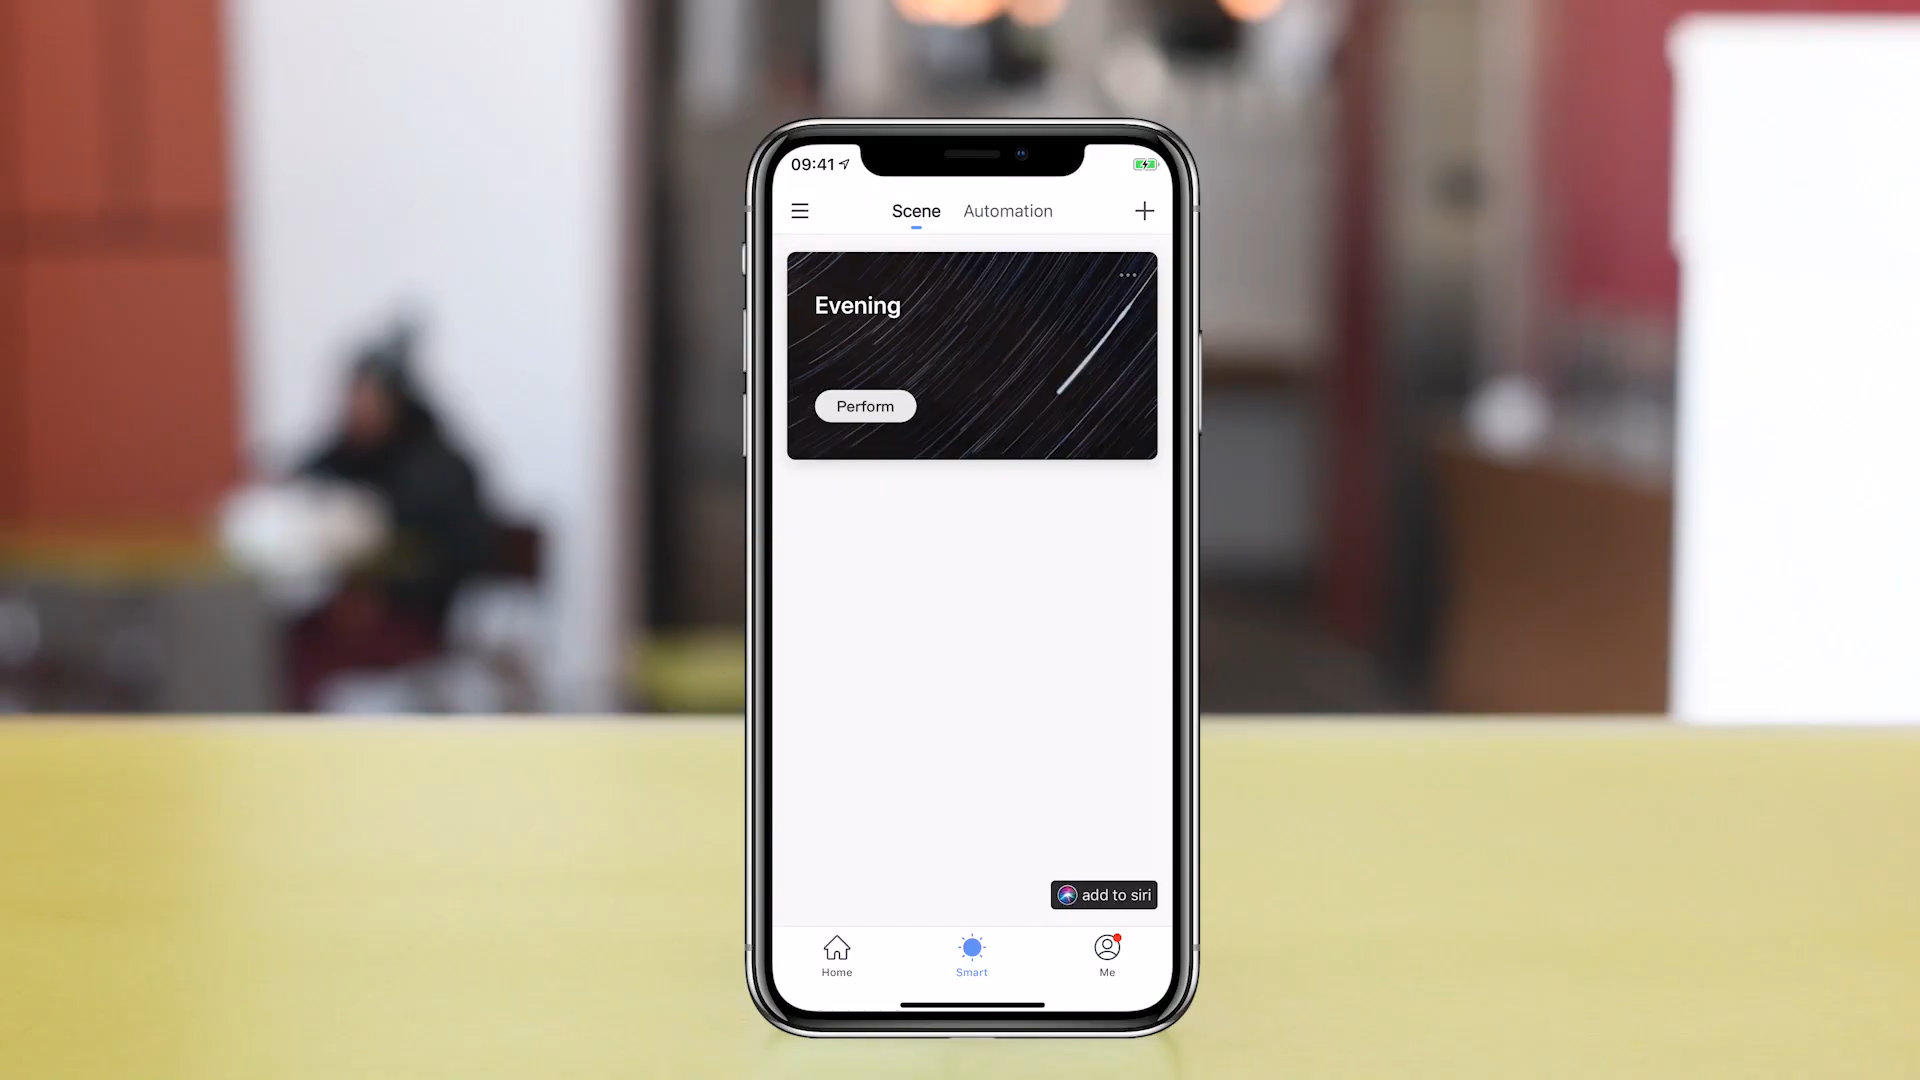 09:41
Scene Automation
Evening
Perform
add to siri
Home Smart Me